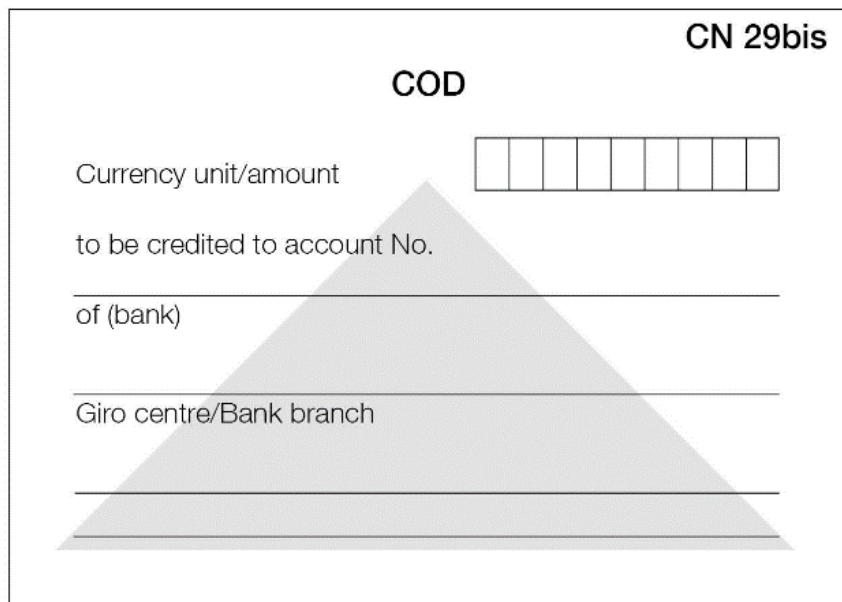 CN 29bis
COD
Currency unit/amount
to be credited to account No.
of (bank)
Giro centre/Bank branch